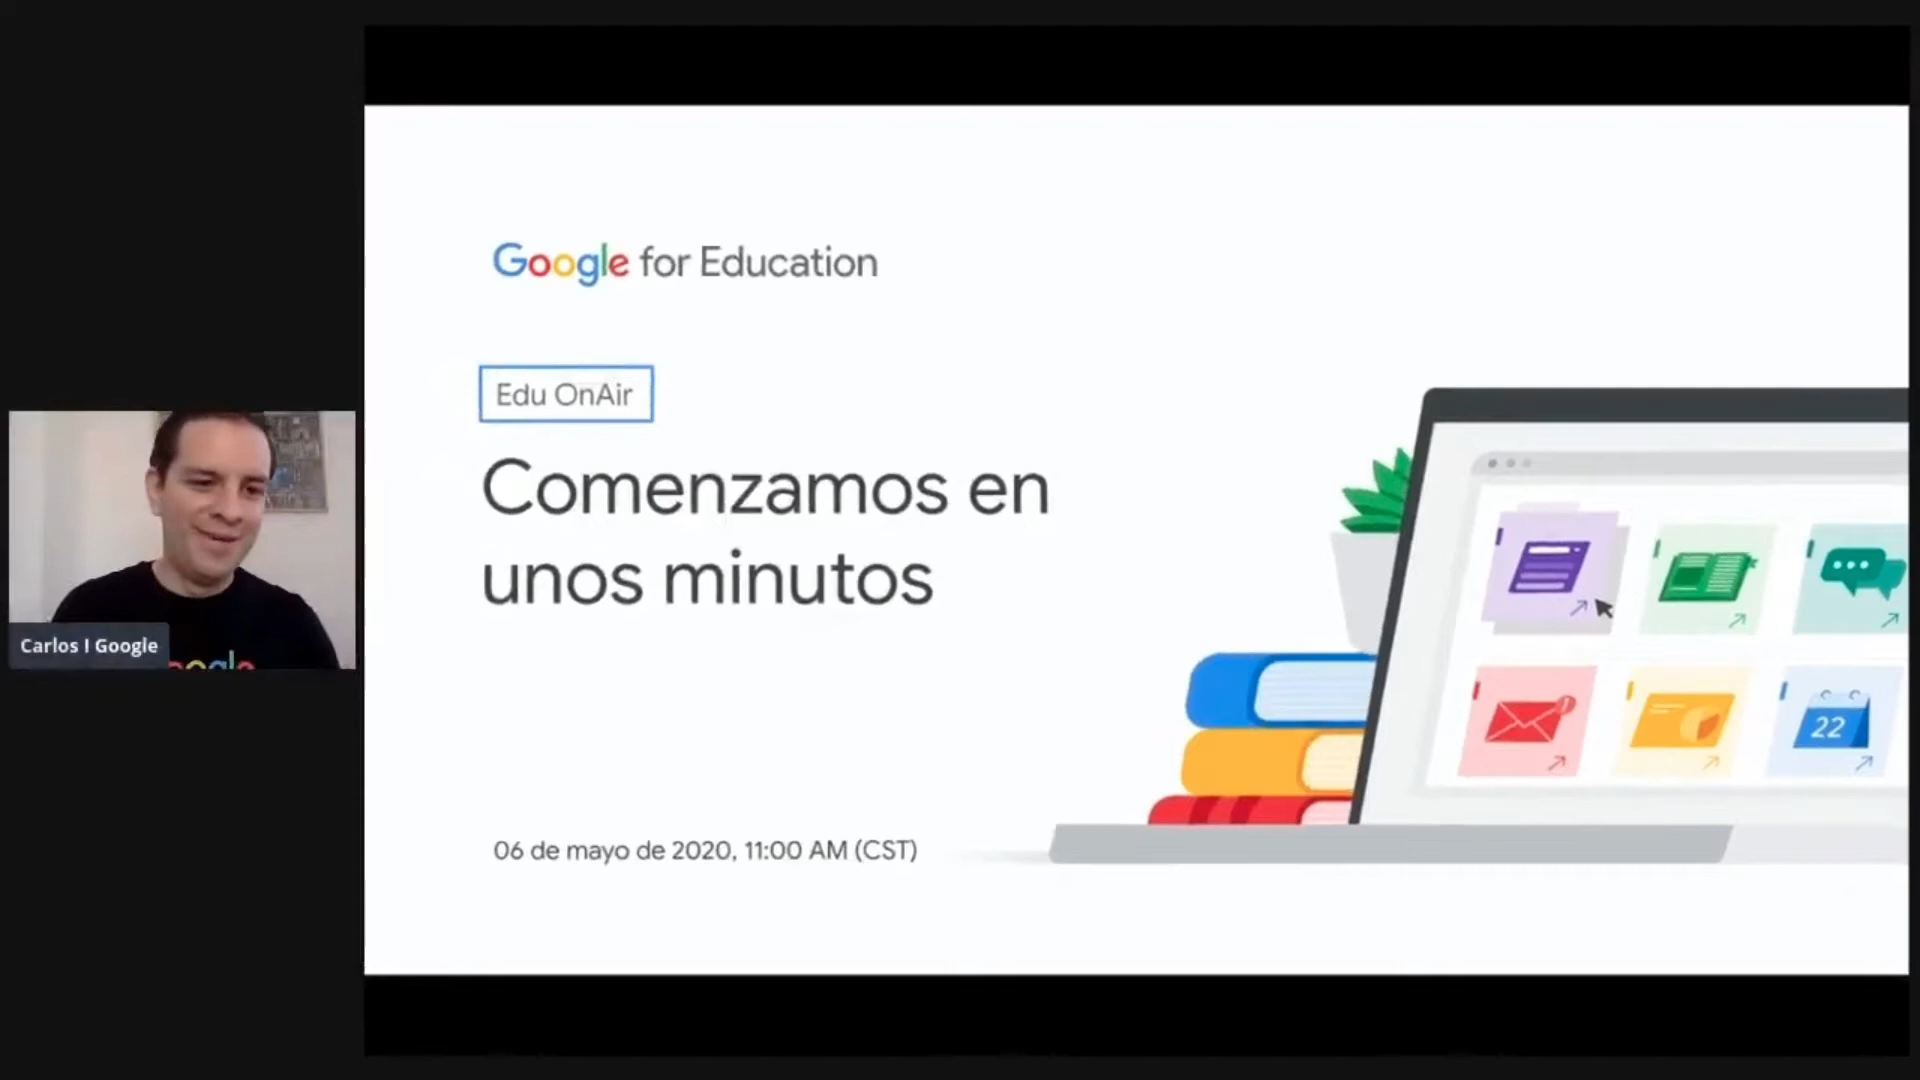 Google for Education
Edu OnAir
Comenzamos en
unos minutos
22
Carlos I Google
06 de mayo de 2020, 11:00 AM (CST)